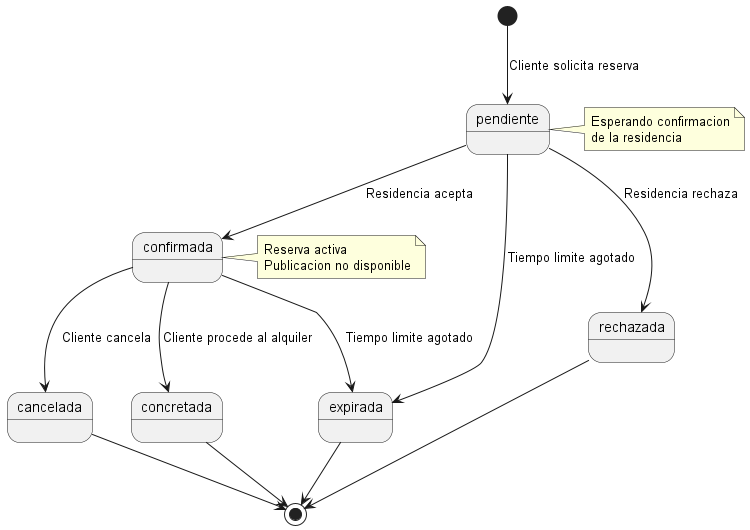 Cliente solicita reserva
pendiente
Esperando confirmacion
de la residencia
Residencia acepta
Residencia rechaza
confirmada
Reserva activa
Publicacion no disponible
Tiempo limite agotado
rechazada
Cliente cancela
Cliente procede al alquiler
Tiempo limite agotado
cancelada
concretada
expirada